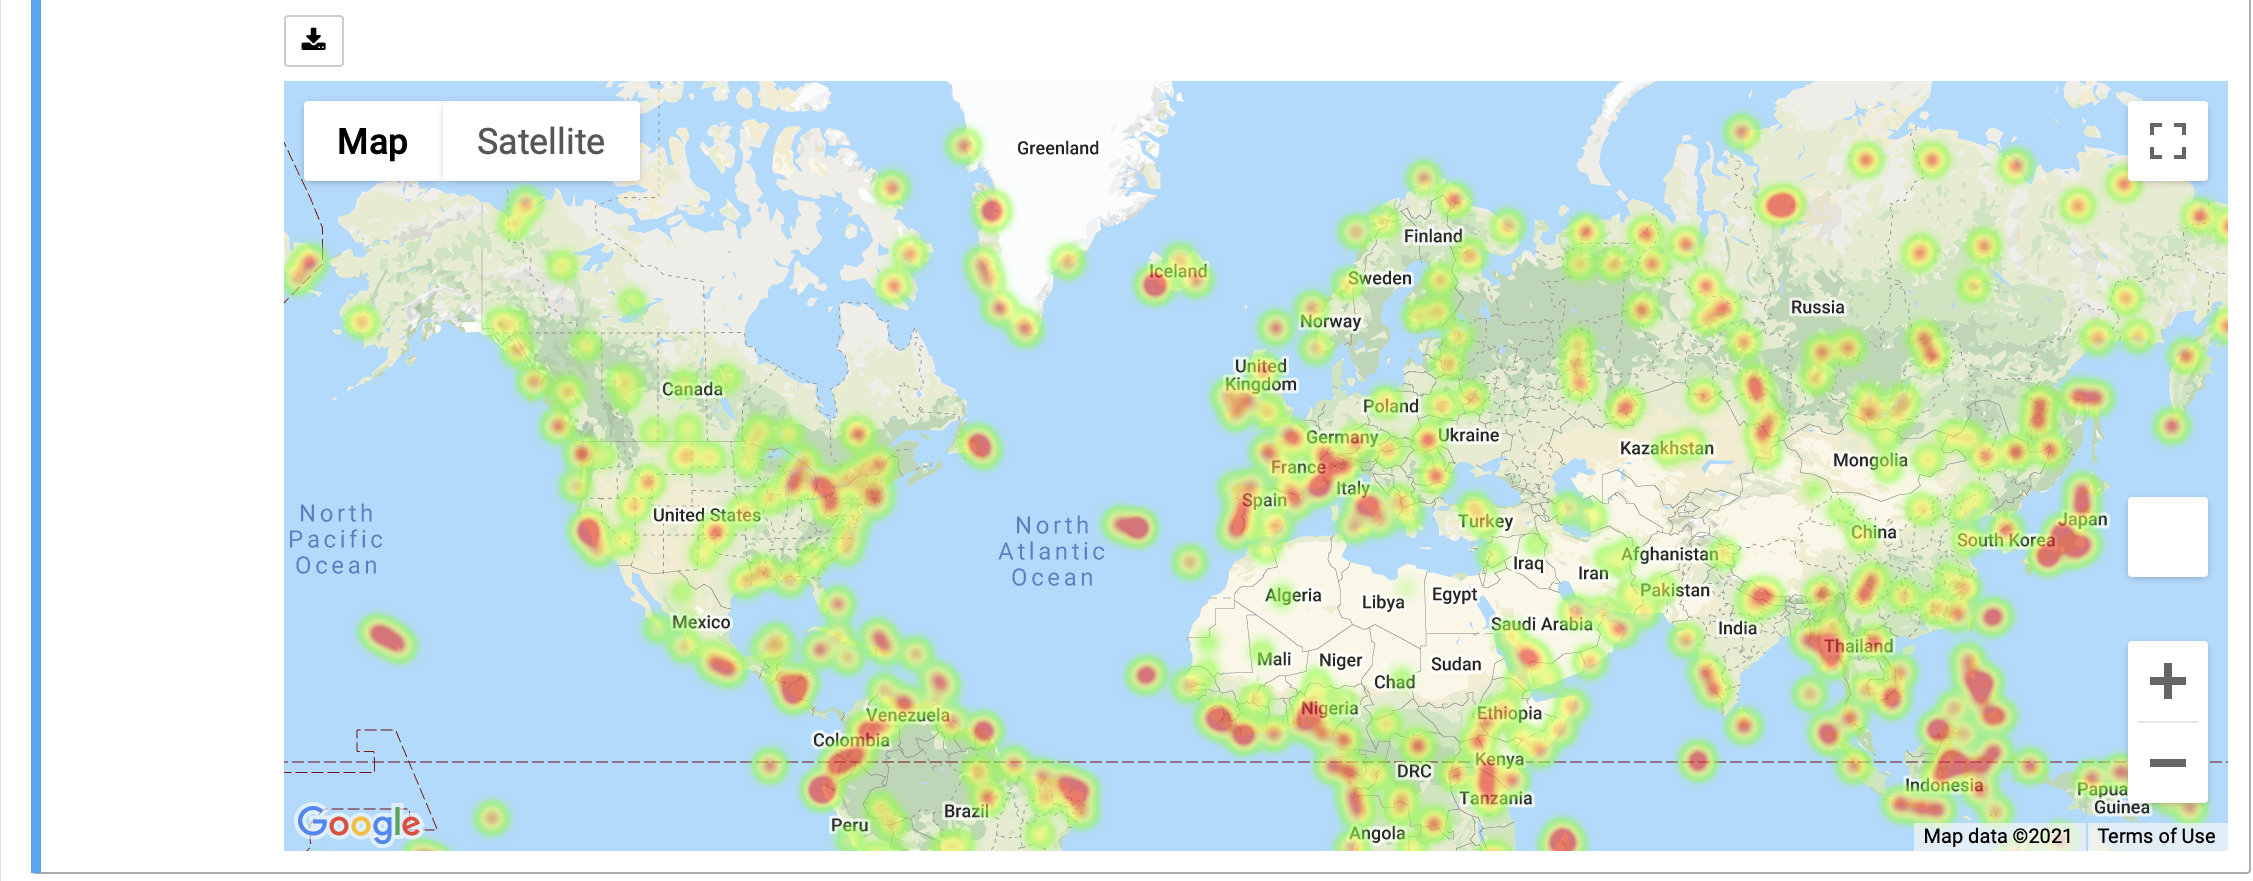 Map
Satellite
Greenland
Finland
Iceland
Sweden
Russia
Norway
United
Kingdom
Canada
Poland
Germany
Ukraine
Kazakhstan
Mongolia
France
Italy
Spain
United States
Turkey
China
Japan
South Korea
North
Pacific
Ocean
North
Atlantic
Ocean
Afghanistan
Iraq
Iran
Pakistan
Algeria
Libya
Egypt
Mexico
Saudi Arabia
India
Thailand
Mali
Niger
Sudan
Chad
Venezuela
Nigeria
Ethiopia
Colombia
Kenya
DRC
Indonesia
Papua
Guinea
Tanzania
Brazil
Peru
Angola
Google
Map data ©2021
Terms of Use